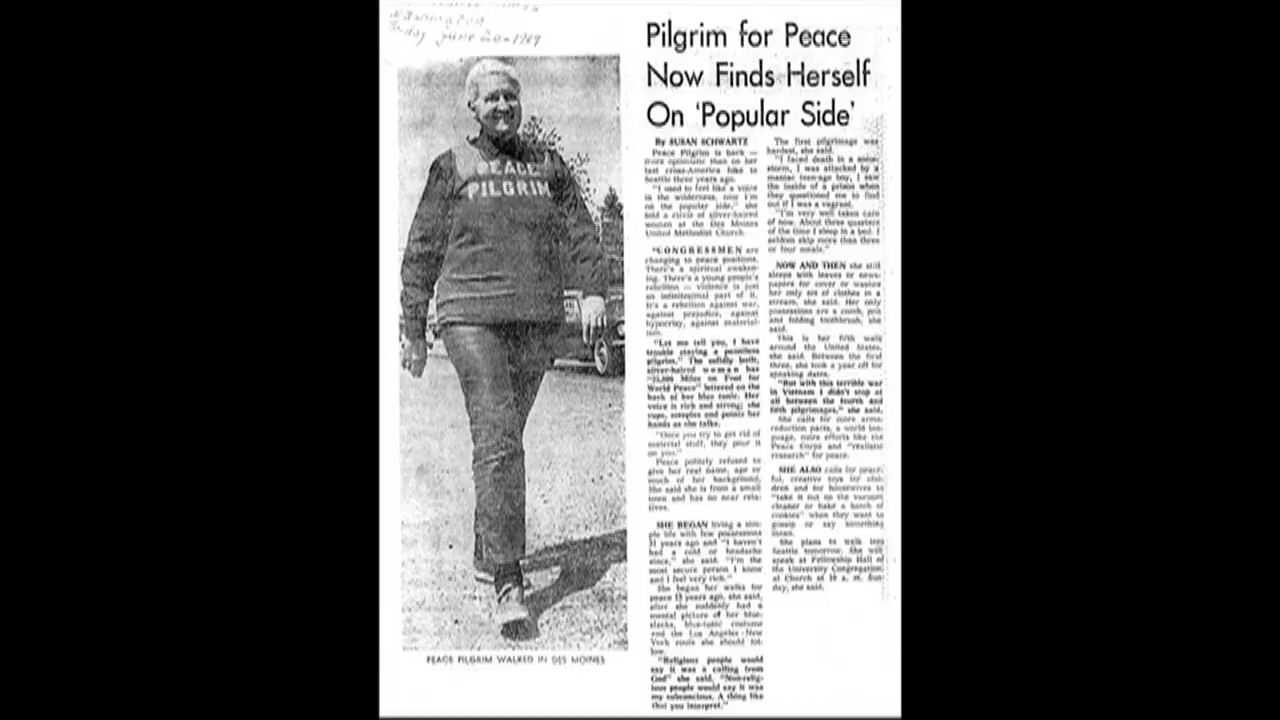 Washington
June 20-1969
PEACE
PILGRIM
PEACE PILGRIM WALKED IN DES MOINES
Pilgrim for Peace
Now Finds Herself
On 'Popular Side'
By SUSAN SCHWARTZ
Peace Pilgrim is back —
more optimistic than on her
last cross-America hike to
Seattle three years ago.
"I used to feel like a voice
in the wilderness, now I'm
on the popular side," she
told a circle of silver-haired
women at the Des Moines
United Methodist Church.
"CONGRESSMEN are
changing to peace positions.
There's a spiritual awaken-
ing. There's a young people's
rebellion — violence is just
an infinitesimal part of it.
It's a rebellion against war,
against prejudice, against
hypocrisy, against material-
ism.
"Let me tell you, I have
trouble staying a penniless
pilgrim." The solidly built,
silver-haired woman has
"25,000 Miles on Foot for
World Peace" lettered on the
back of her blue tunic. Her
voice is rich and strong; she
and points her
hands as she talks.
"Once you try to get rid of
material stuff, they pour it
on you."
Peace politely refused to
give her real name, age or
much of her background.
She said she is from a small
town and has no near rela-
tives.
SHE BEGAN living a sim-
ple life with few possessions
31 years ago and "I haven't
had a cold or headache
since," she said. "I'm the
most secure person I know
and I feel very rich."
She began her walks for
peace years ago, she said,
after she suddenly had a
mental picture of her blue-
slacks, blue-tunic costume
and the Los Angeles-New
York route she should fol-
low.
"Religious people would
say it was a calling from
God" she said. "Non-relig-
ious people would say it was
my subconscious. A thing like
that you interpret."
The first pilgrimage was
hardest, she said.
"I faced death in a snow-
storm, I was attacked by a
maniac teen-age boy, I saw
the inside of a prison when
they questioned me to find
out if I was a vagrant.
"I'm very well taken care
of now. About three quarters
of the time I sleep in a bed. I
seldom skip more than three
or four meals."
NOW AND THEN she still
sleeps with leaves or news-
papers for cover or washes
her only set of clothes in a
stream, she said. Her only
possessions are a comb, pen
and folding toothbrush, she
said.
This is her fifth walk
around the United States,
she said. Between the first
three, she took a year off for
speaking dates.
"But with this terrible war
in Vietnam I didn't stop at
all between the fourth and
fifth pilgrimages," she said.
She calls for more arms-
reduction pacts, a world lan-
guage, more efforts like the
Peace Corps and "realistic
research" for peace.
SHE ALSO calls for peace-
ful, creative toys for chil-
dren and for housewives to
"take it out on the vacuum
cleaner or bake a batch of
cookies" when they want to
gossip or say something
mean.
She plans to walk into
Seattle tomorrow. She will
speak at Fellowship Hall of
the University Congregation-
al Church at 10 a. m. Sun-
day, she said.